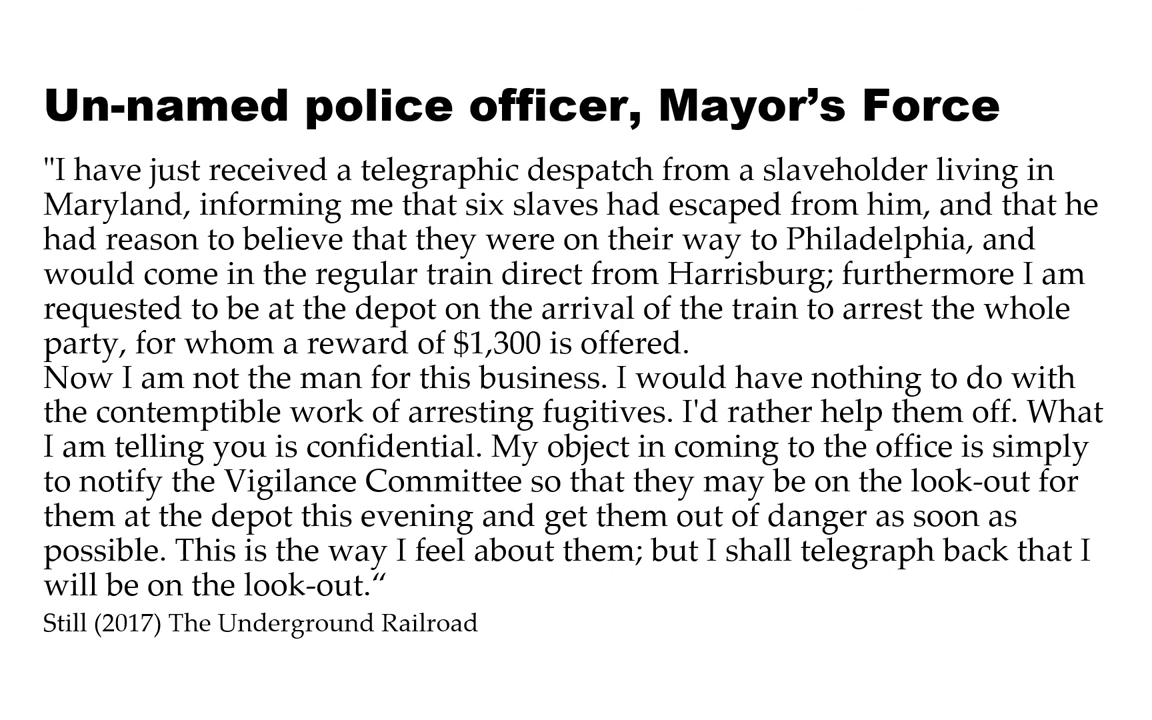 Un-named police officer, Mayor’s Force
"I have just received a telegraphic despatch from a slaveholder living in
Maryland, informing me that six slaves had escaped from him, and that he
had reason to believe that they were on their way to Philadelphia, and
would come in the regular train direct from Harrisburg; furthermore I am
requested to be at the depot on the arrival of the train to arrest the whole
party, for whom a reward of $1,300 is offered.
Now I am not the man for this business. I would have nothing to do with
the contemptible work of arresting fugitives. I'd rather help them off. What
I am telling you is confidential. My object in coming to the office is simply
to notify the Vigilance Committee so that they may be on the look-out for
them at the depot this evening and get them out of danger as soon as
possible. This is the way I feel about them; but I shall telegraph back that I
will be on the look-out.“
Still (2017) The Underground Railroad